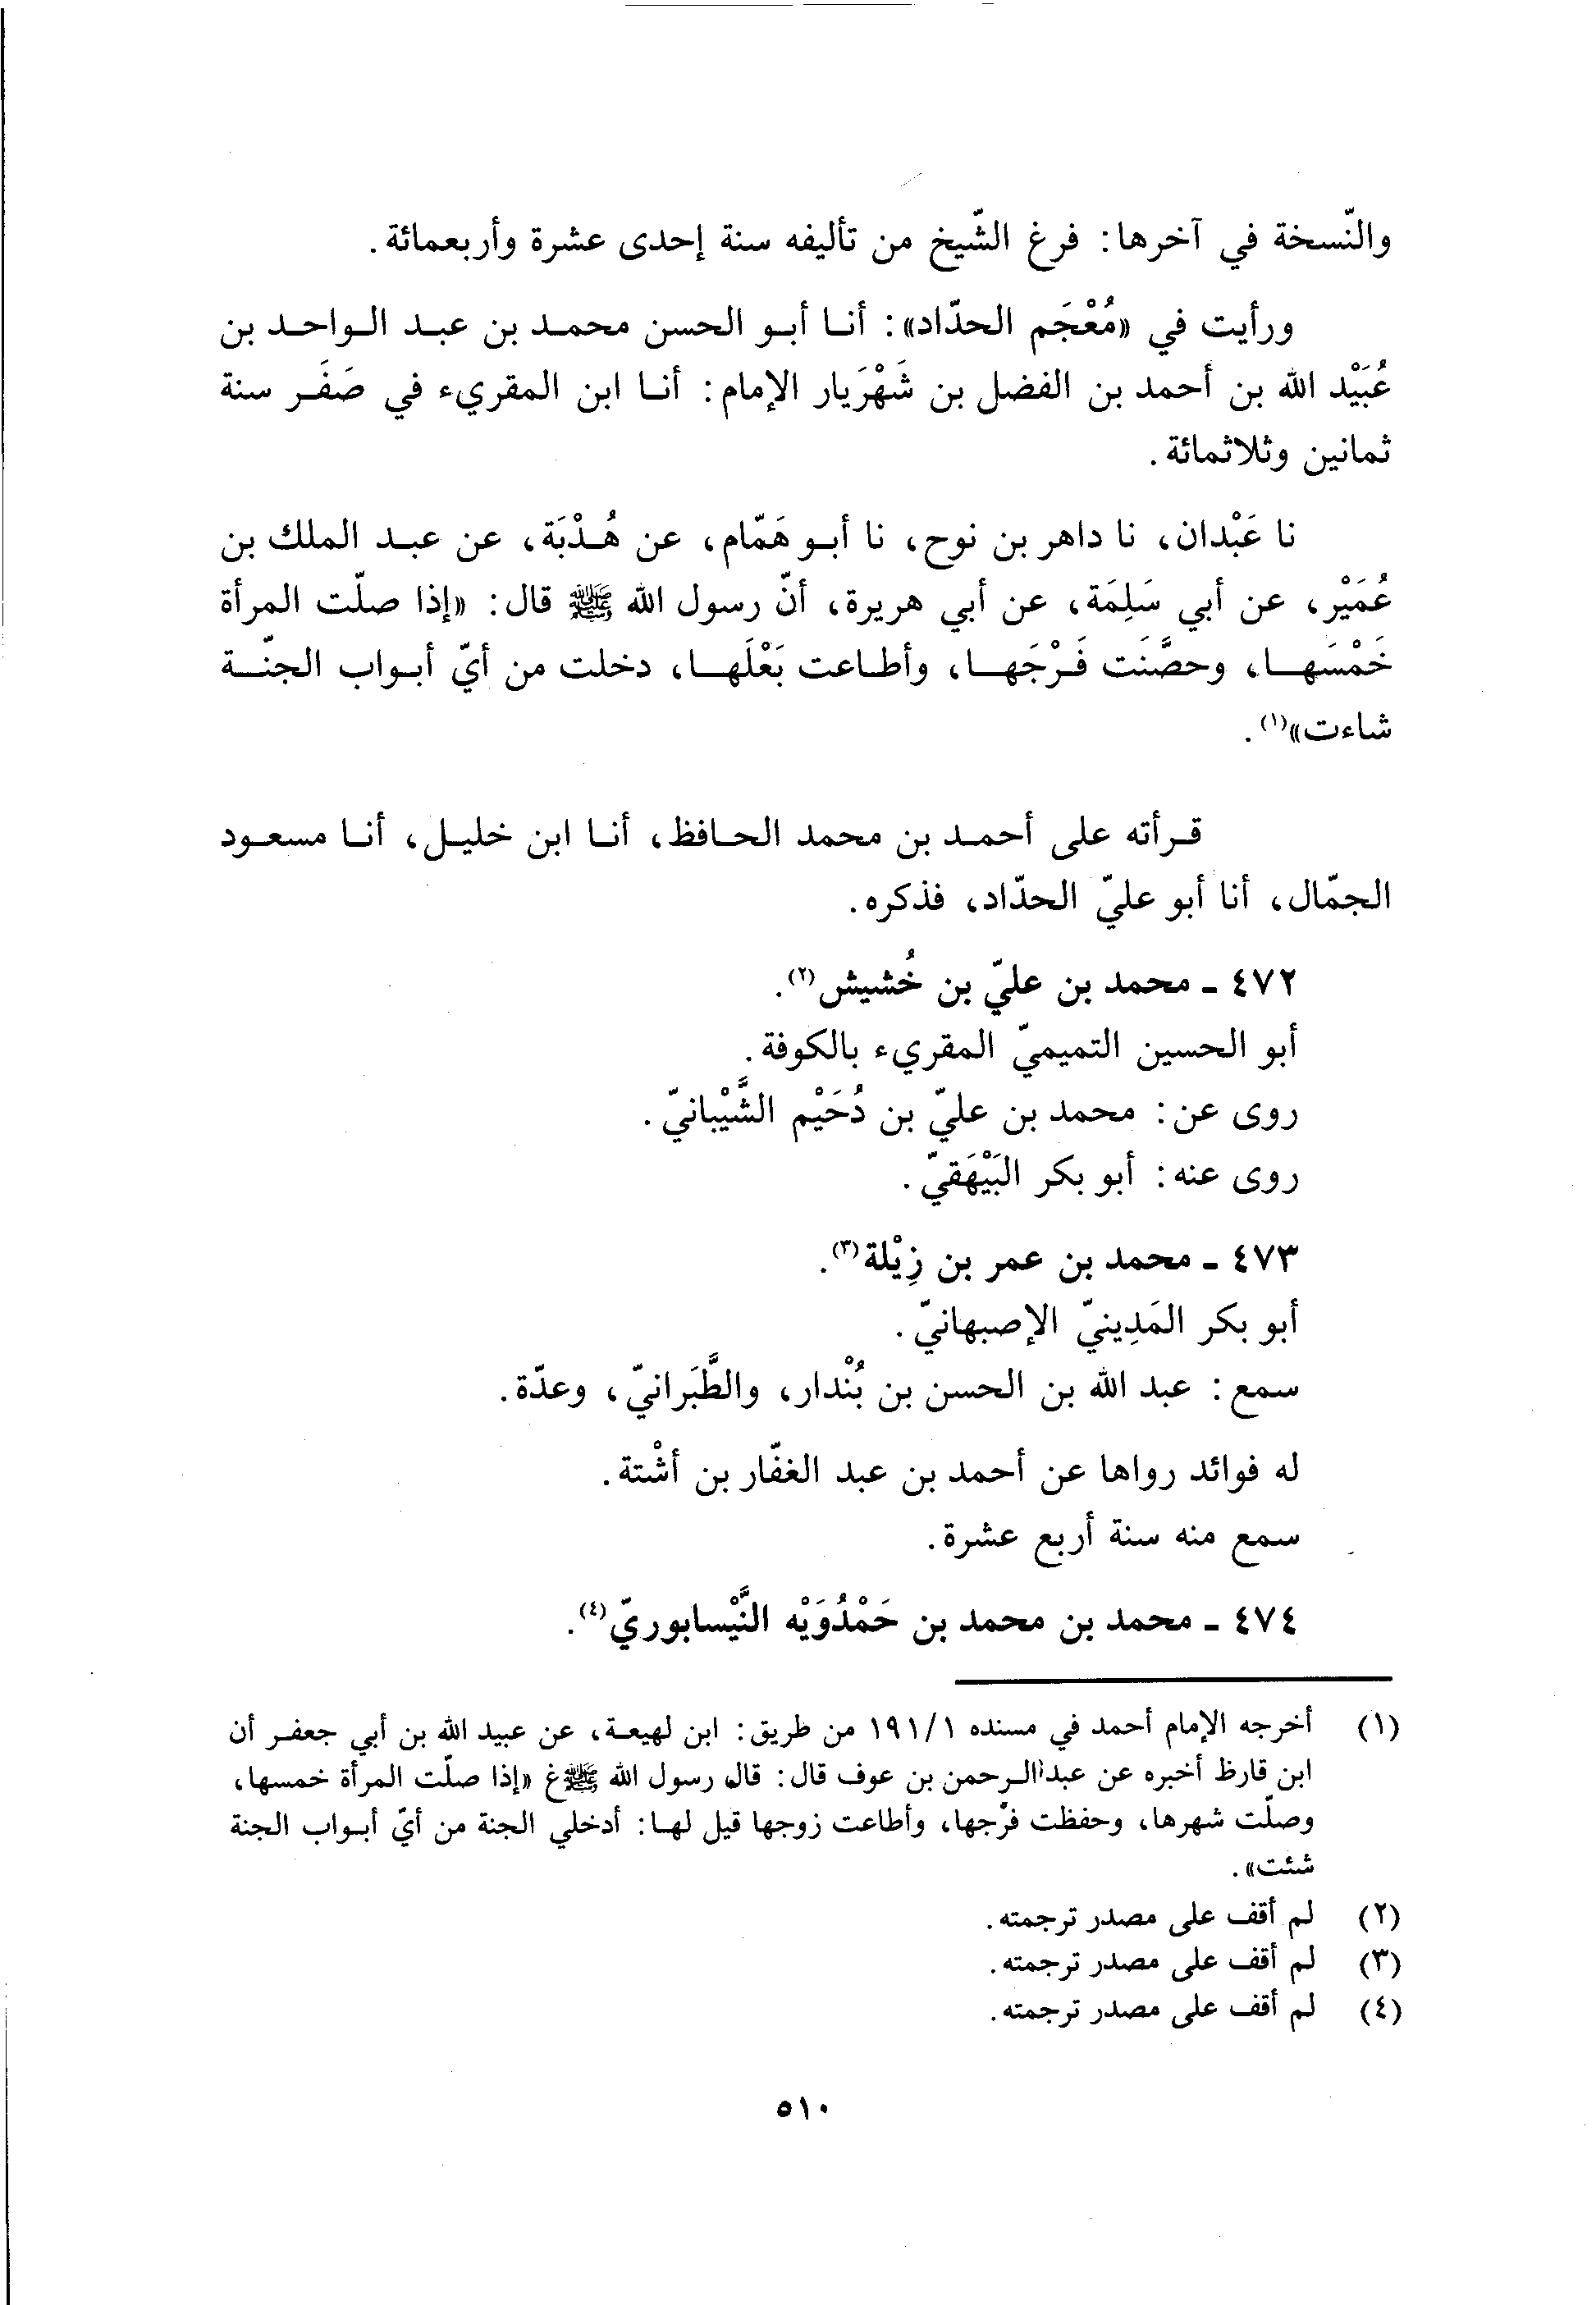 والنّسخة في آخرها: فرغ الشّيخ من تأليفه سنة إحدى عشرة وأربعمائة.
ورأيت في «مُعْجَم الحدّاد»: أنا أبو الحسن محمد بن عبد الواحد بن
عُبَيْد الله بن أحمد بن الفضل بن شَهْرَيار الإمام: أنا ابن المقريء في صَفَر سنة
ثمانين وثلاثمائة.
نا عَبْدان، نا داهر بن نوح، نا أبو هَمّام، عن هُدْبَة، عن عبد الملك بن
عُمَيْر، عن أبي سَلِمَة، عن أبي هريرة، أنّ رسول الله ﷺ قال: «إذا صلّت المرأة
خَمْسَها، وحصَّنَت فَرْجَها، وأطاعت بَعْلَها، دخلت من أيّ أبواب الجنّة
شاءت»(١).
قرأته على أحمد بن محمد الحافظ، أنا ابن خليل، أنا مسعود
الجمّال، أنا أبو عليّ الحدّاد، فذكره.
٤٧٢ ـ محمد بن عليّ بن خُشيش(٢).
أبو الحسين التميميّ المقريء بالكوفة.
روى عن: محمد بن عليّ بن دُحَيْم الشَّيْبانيّ.
روى عنه: أبو بكر البَيْهَقيّ.
٤٧٣ ـ محمد بن عمر بن زِيْلة(٣).
أبو بكر المَدِينيّ الإصبهانيّ.
سمع: عبد الله بن الحسن بن بُنْدار، والطَّبَرانيّ، وعدّة.
له فوائد رواها عن أحمد بن عبد الغفّار بن أشْتة.
سمع منه سنة أربع عشرة.
٤٧٤ ـ محمد بن محمد بن حَمْدُوَيْه النَّيْسابوريّ(٤).
(١) أخرجه الإمام أحمد في مسنده ١٩١/١ من طريق: ابن لهيعة، عن عبيد الله بن أبي جعفر أن
ابن قارظ أخبره عن عبدالرحمن بن عوف قال: قال رسول الله ﷺغ «إذا صلّت المرأة خمسها،
وصلّت شهرها، وحفظت فرْجها، وأطاعت زوجها قيل لها: أدخلي الجنة من أيّ أبواب الجنة
شئت».
(٢) لم أقف على مصدر ترجمته.
(٣) لم أقف على مصدر ترجمته.
(٤) لم أقف على مصدر ترجمته.
٥١٠